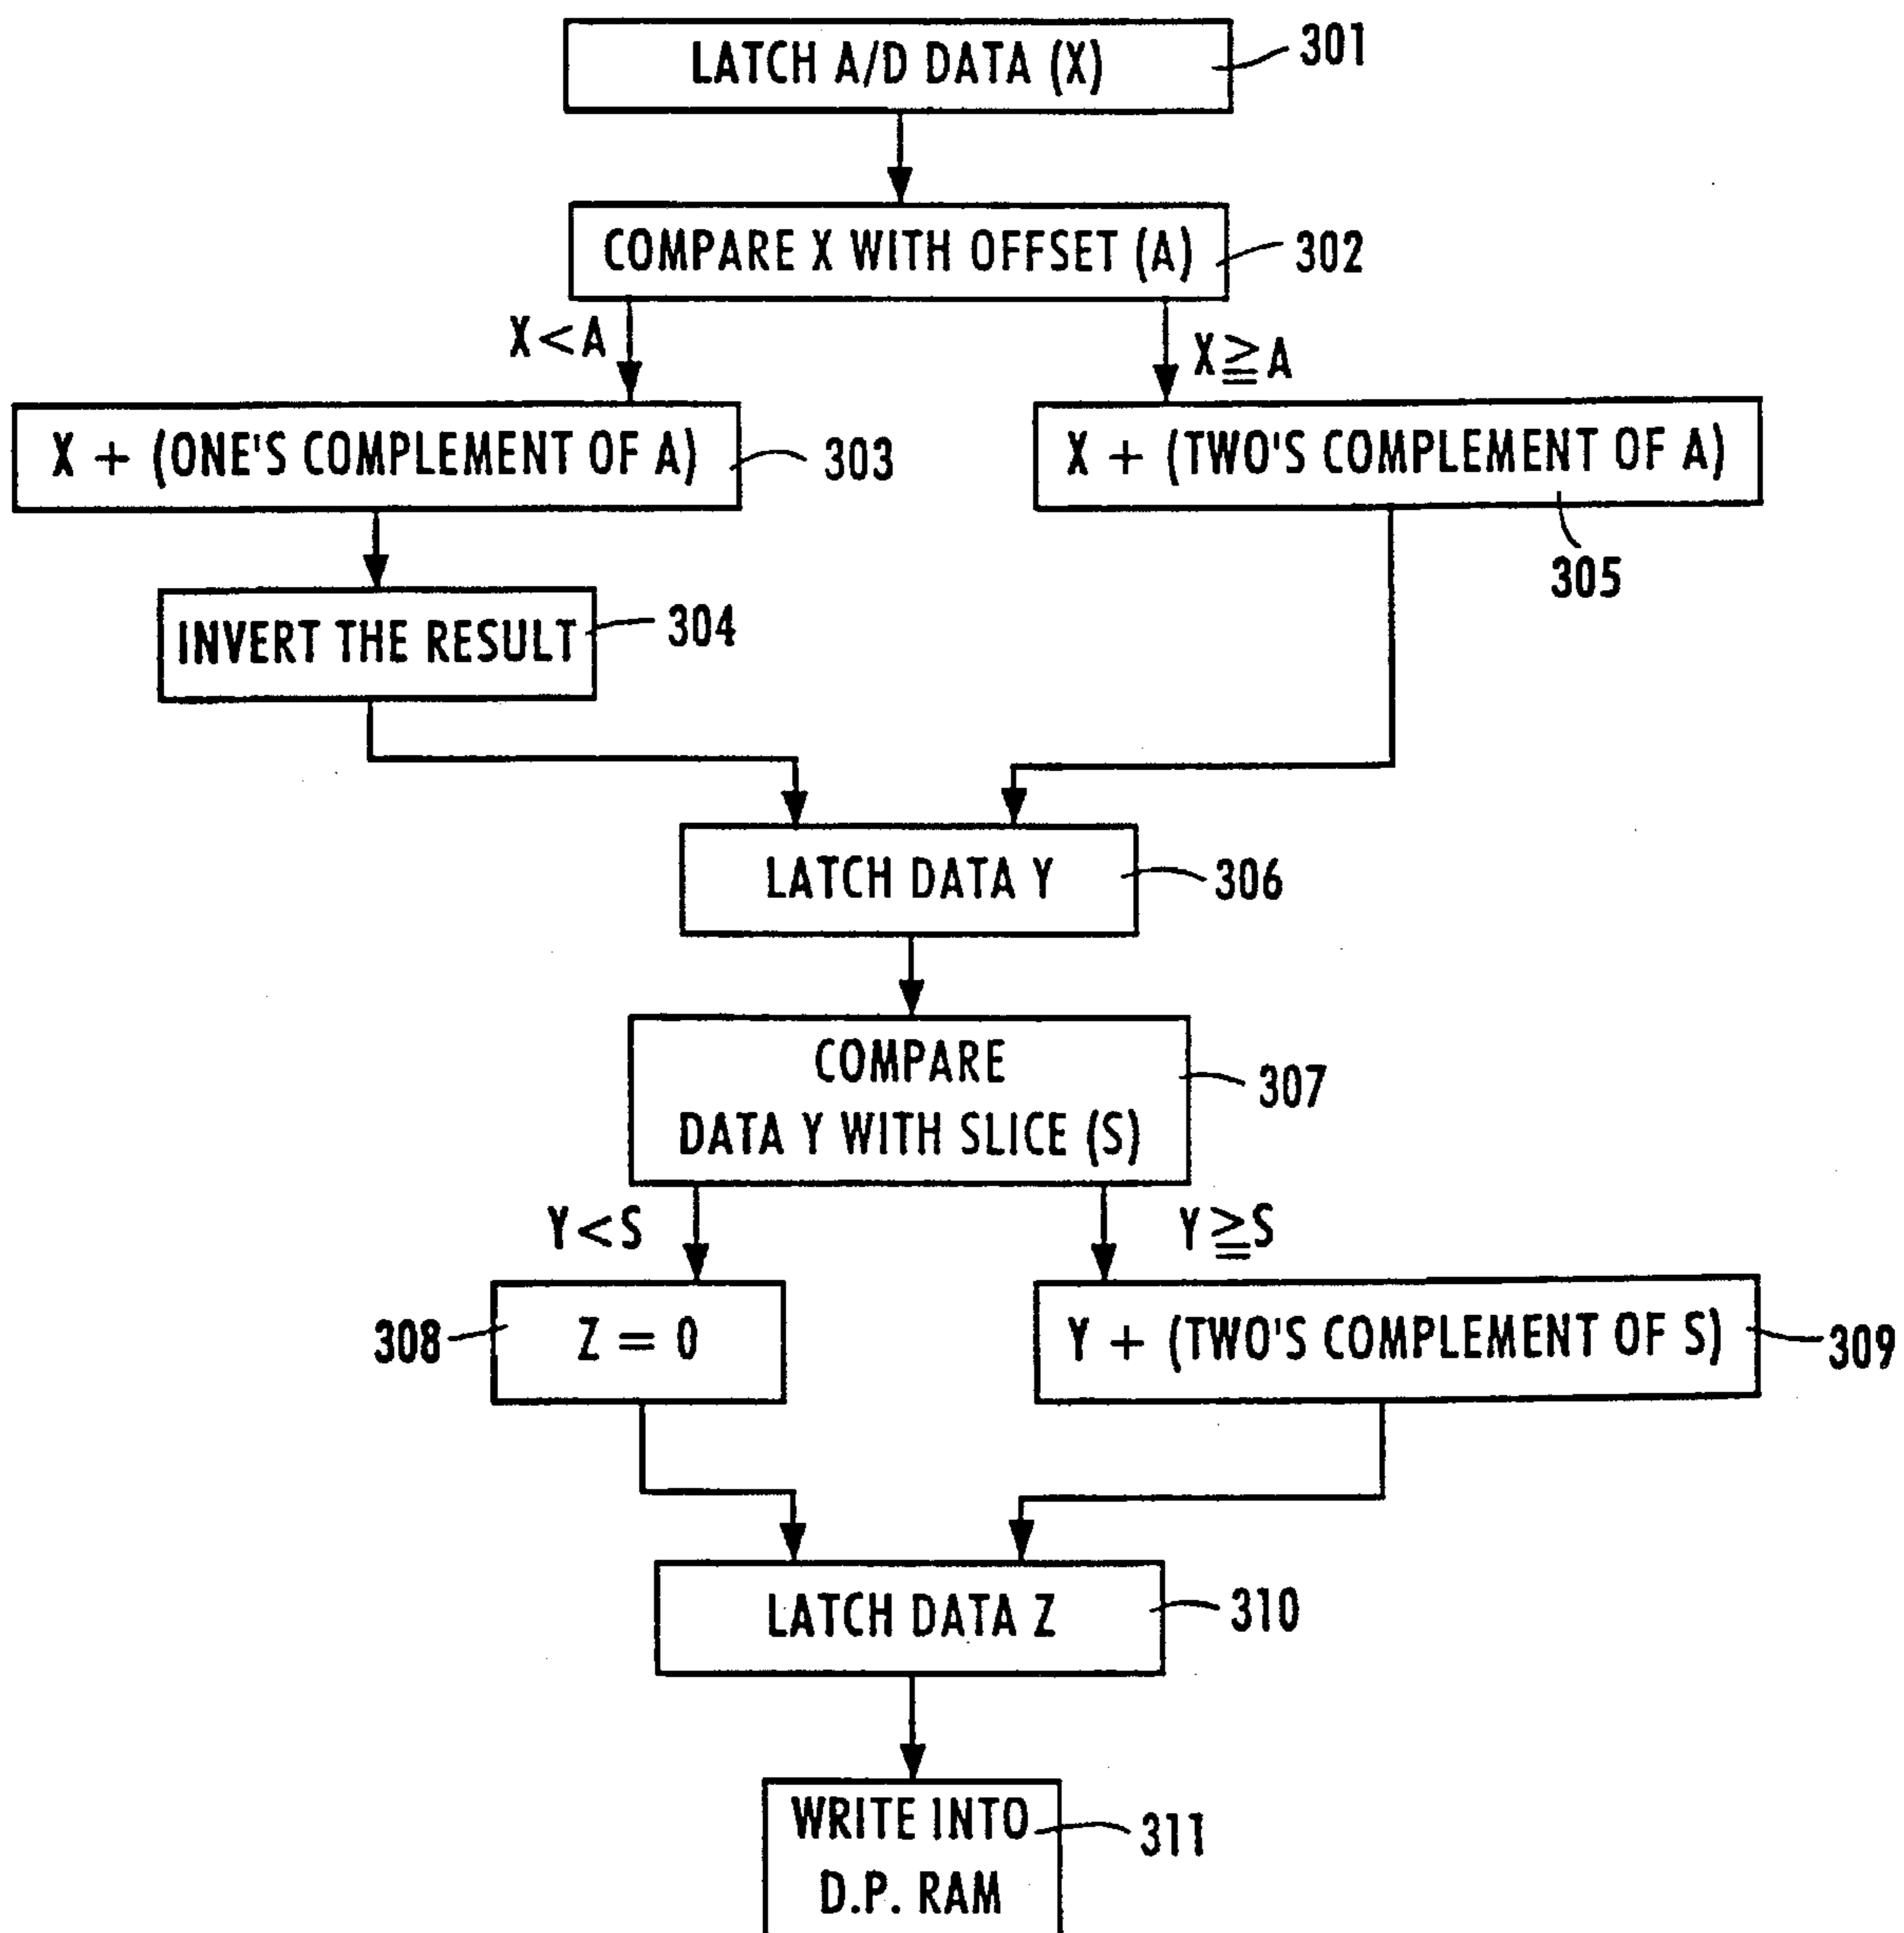 LATCH A/D DATA (X)
301
COMPARE X WITH OFFSET (A)
302
X<A
X≧A
X + (ONE'S COMPLEMENT OF A)
303
X + (TWO'S COMPLEMENT OF A)
305
INVERT THE RESULT
304
LATCH DATA Y
306
COMPARE
DATA Y WITH SLICE (S)
307
Y<S
Y≧S
308
Z = 0
Y + (TWO'S COMPLEMENT OF S)
309
LATCH DATA Z
310
WRITE INTO
D.P. RAM
311